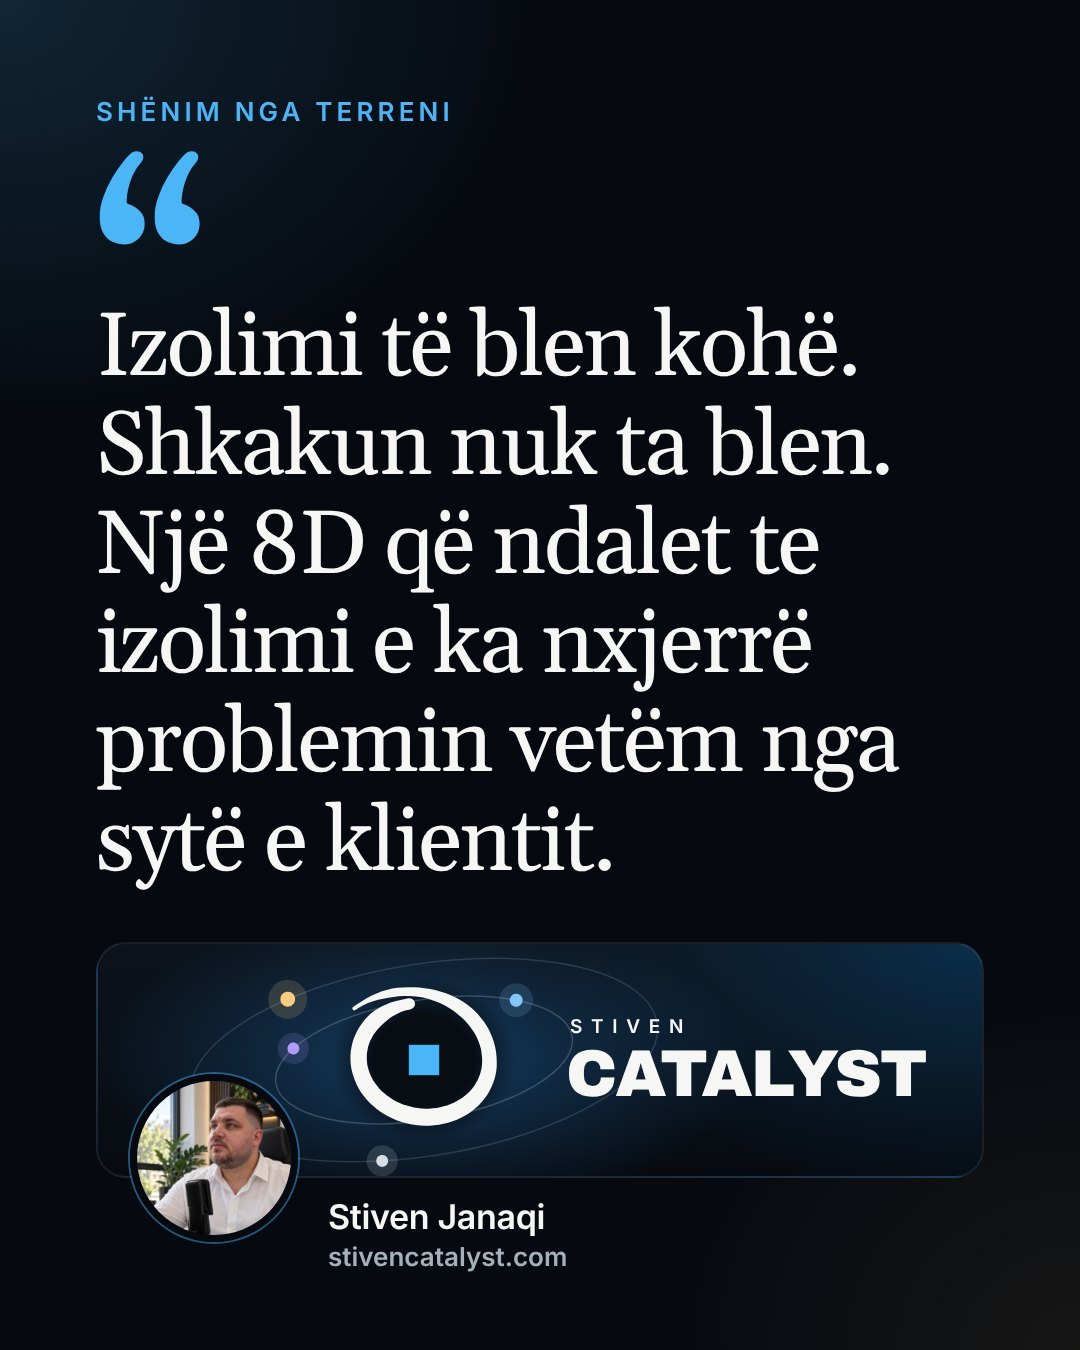 SHËNIM NGA TERRENI
“
Izolimi të blen kohë.
Shkakun nuk ta blen.
Një 8D që ndalet te
izolimi e ka nxjerrë
problemin vetëm nga
sytë e klientit.
STIVEN
CATALYST
Stiven Janaqi
stivencatalyst.com